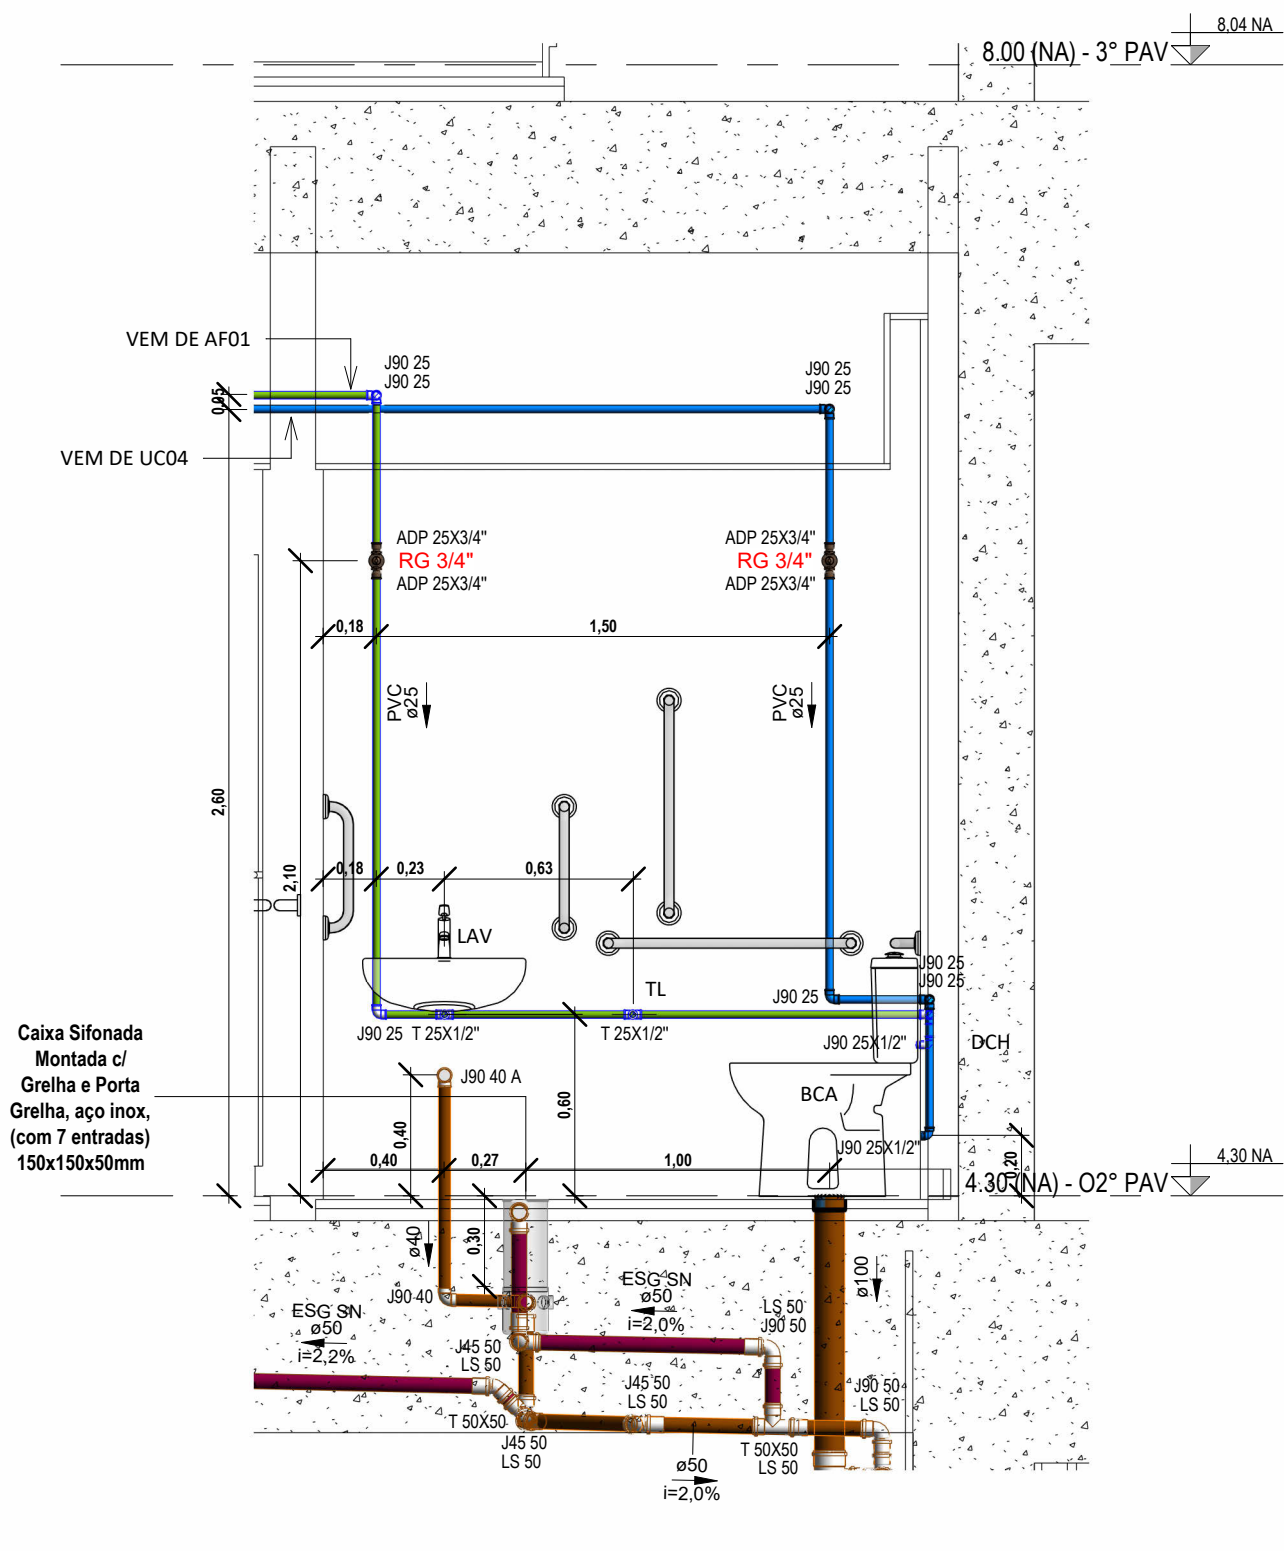 8,04 NA
8.00 (NA) - 3° PAV
VEM DE AF01
J90 25
J90 25
J90 25
J90 25
0,05
VEM DE UC04
ADP 25X3/4"
RG 3/4"
ADP 25X3/4"
ADP 25X3/4"
RG 3/4"
ADP 25X3/4"
0,18
1,50
PVC
ø25
PVC
ø25
2,60
2,10
0,18
0,23
0,63
LAV
TL
J90 25
J90 25
J90 25
J90 25
T 25X1/2"
T 25X1/2"
J90 25X1/2"
DCH
Caixa Sifonada
Montada c/
Grelha e Porta
Grelha, aço inox,
(com 7 entradas)
150x150x50mm
J90 40 A
BCA
0,60
0,40
J90 25X1/2"
0,20
0,40
0,27
1,00
4,30 NA
4.30 (NA) - O2° PAV
ø40
0,30
ø100
J90 40
ESG SN
ø50
i=2,0%
ESG SN
ø50
i=2,2%
LS 50
J90 50
J45 50
LS 50
J45 50
LS 50
J90 50
LS 50
T 50X50
J45 50
LS 50
T 50X50
LS 50
ø50
i=2,0%